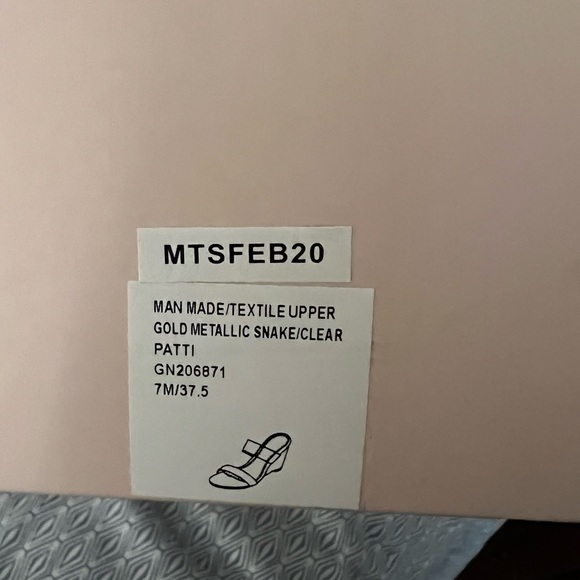 MTSFEB20
MAN MADE/TEXTILE UPPER
GOLD METALLIC SNAKE/CLEAR
PATTI
GN206871
7M/37.5